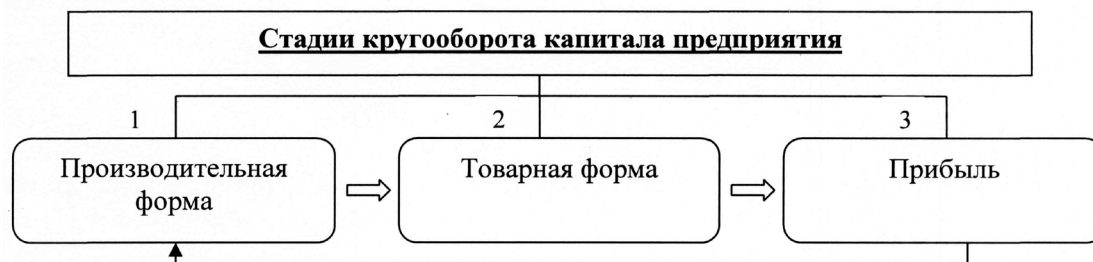 Стадии кругооборота капитала предприятия
1
2
3
Производительная
форма
Товарная форма
Прибыль